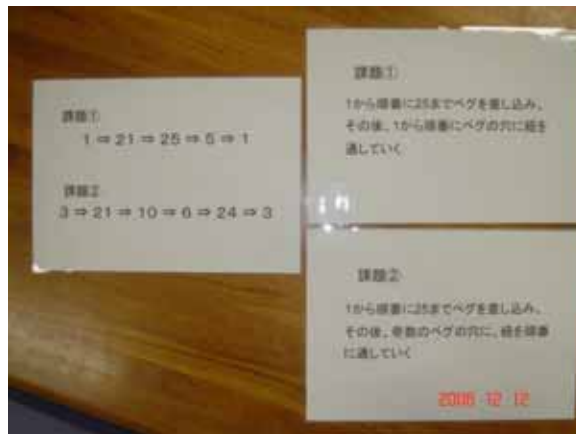 課題①
1⇒21⇒25⇒5⇒1
課題②
3⇒21⇒10⇒6⇒24⇒3
課題①
1から順番に25までペグを差し込み、
その後、1から順番にペグの穴に紐を
通していく
課題②
1から順番に25までペグを差し込み、
その後、奇数のペグの穴に、紐を順番
に通していく
2006 12 12